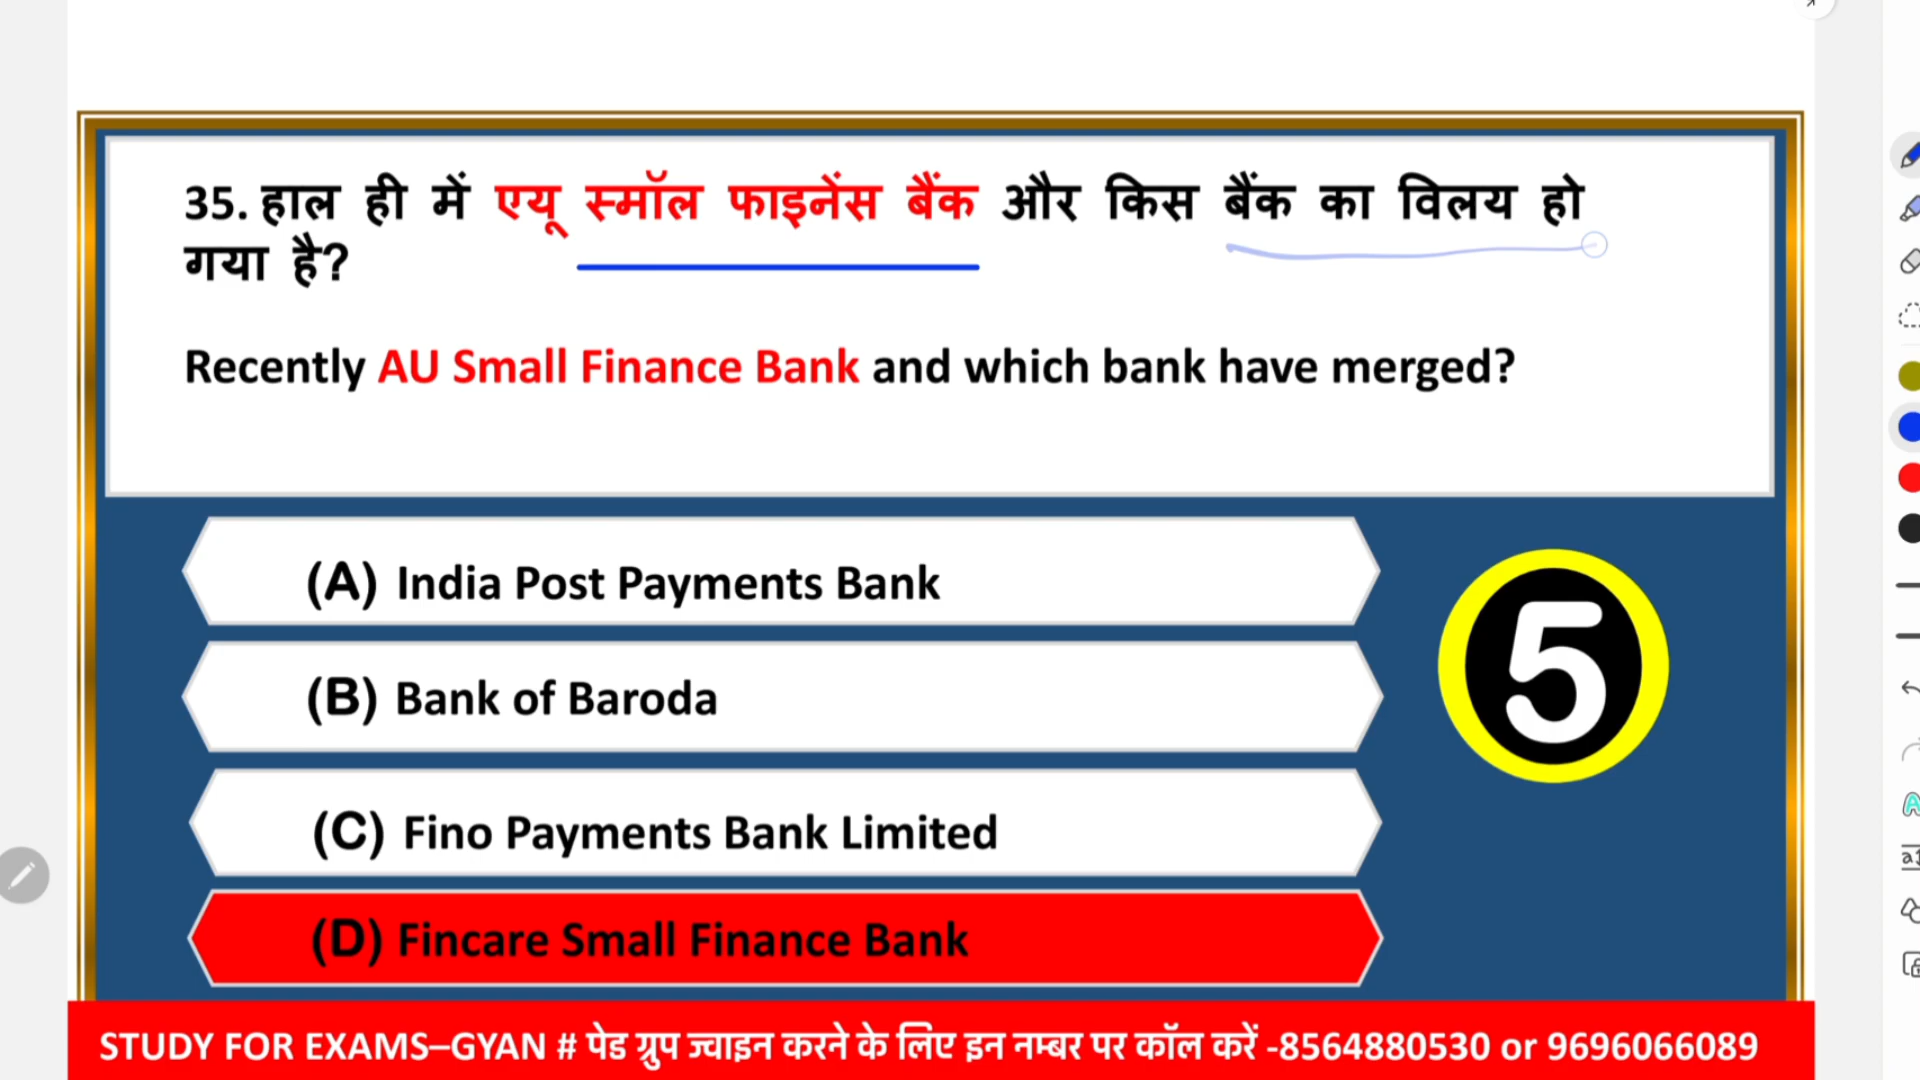 35. हाल ही में एयू स्मॉल फाइनेंस बैंक और किस बैंक का विलय हो
गया है?
Recently AU Small Finance Bank and which bank have merged?
(A) India Post Payments Bank
(B) Bank of Baroda
(C) Fino Payments Bank Limited
(D) Fincare Small Finance Bank
5
STUDY FOR EXAMS–GYAN # पेड ग्रुप ज्वाइन करने के लिए इन नम्बर पर कॉल करें -8564880530 or 9696066089